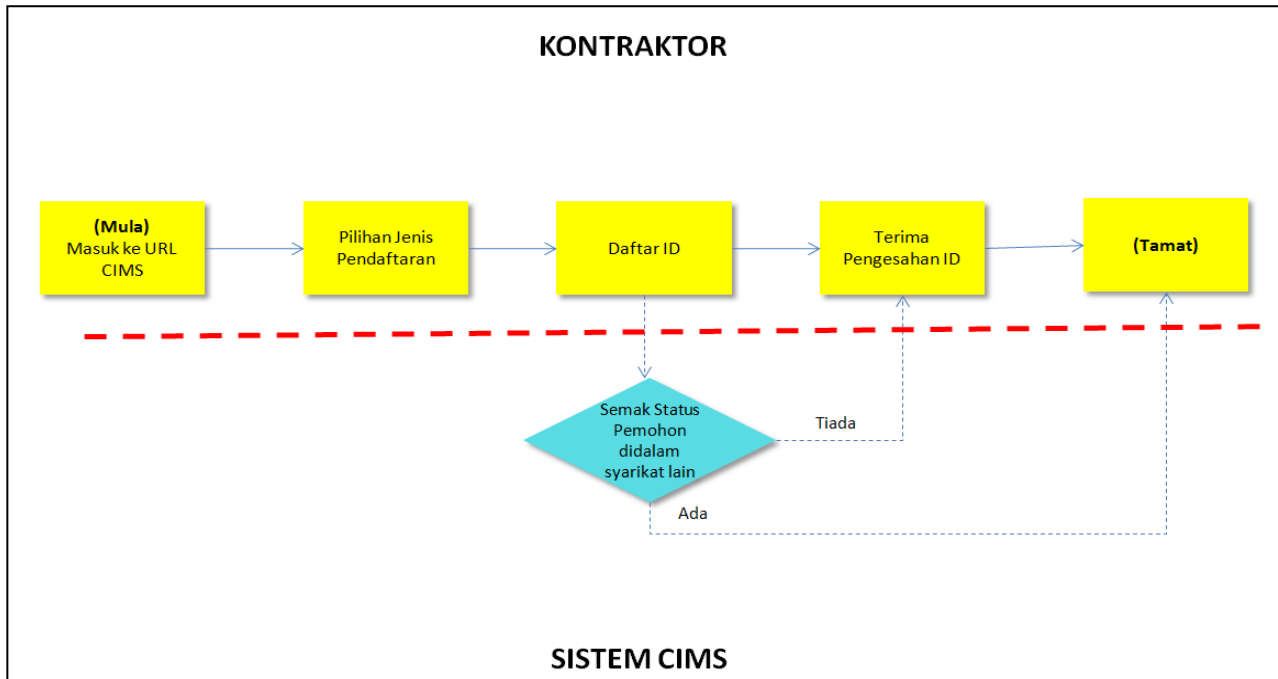 KONTRAKTOR
(Mula)
Masuk ke URL
CIMS
Pilihan Jenis
Pendaftaran
Daftar ID
Terima
Pengesahan ID
(Tamat)
Semak Status
Pemohon
didalam
syarikat lain
Tiada
Ada
SISTEM CIMS